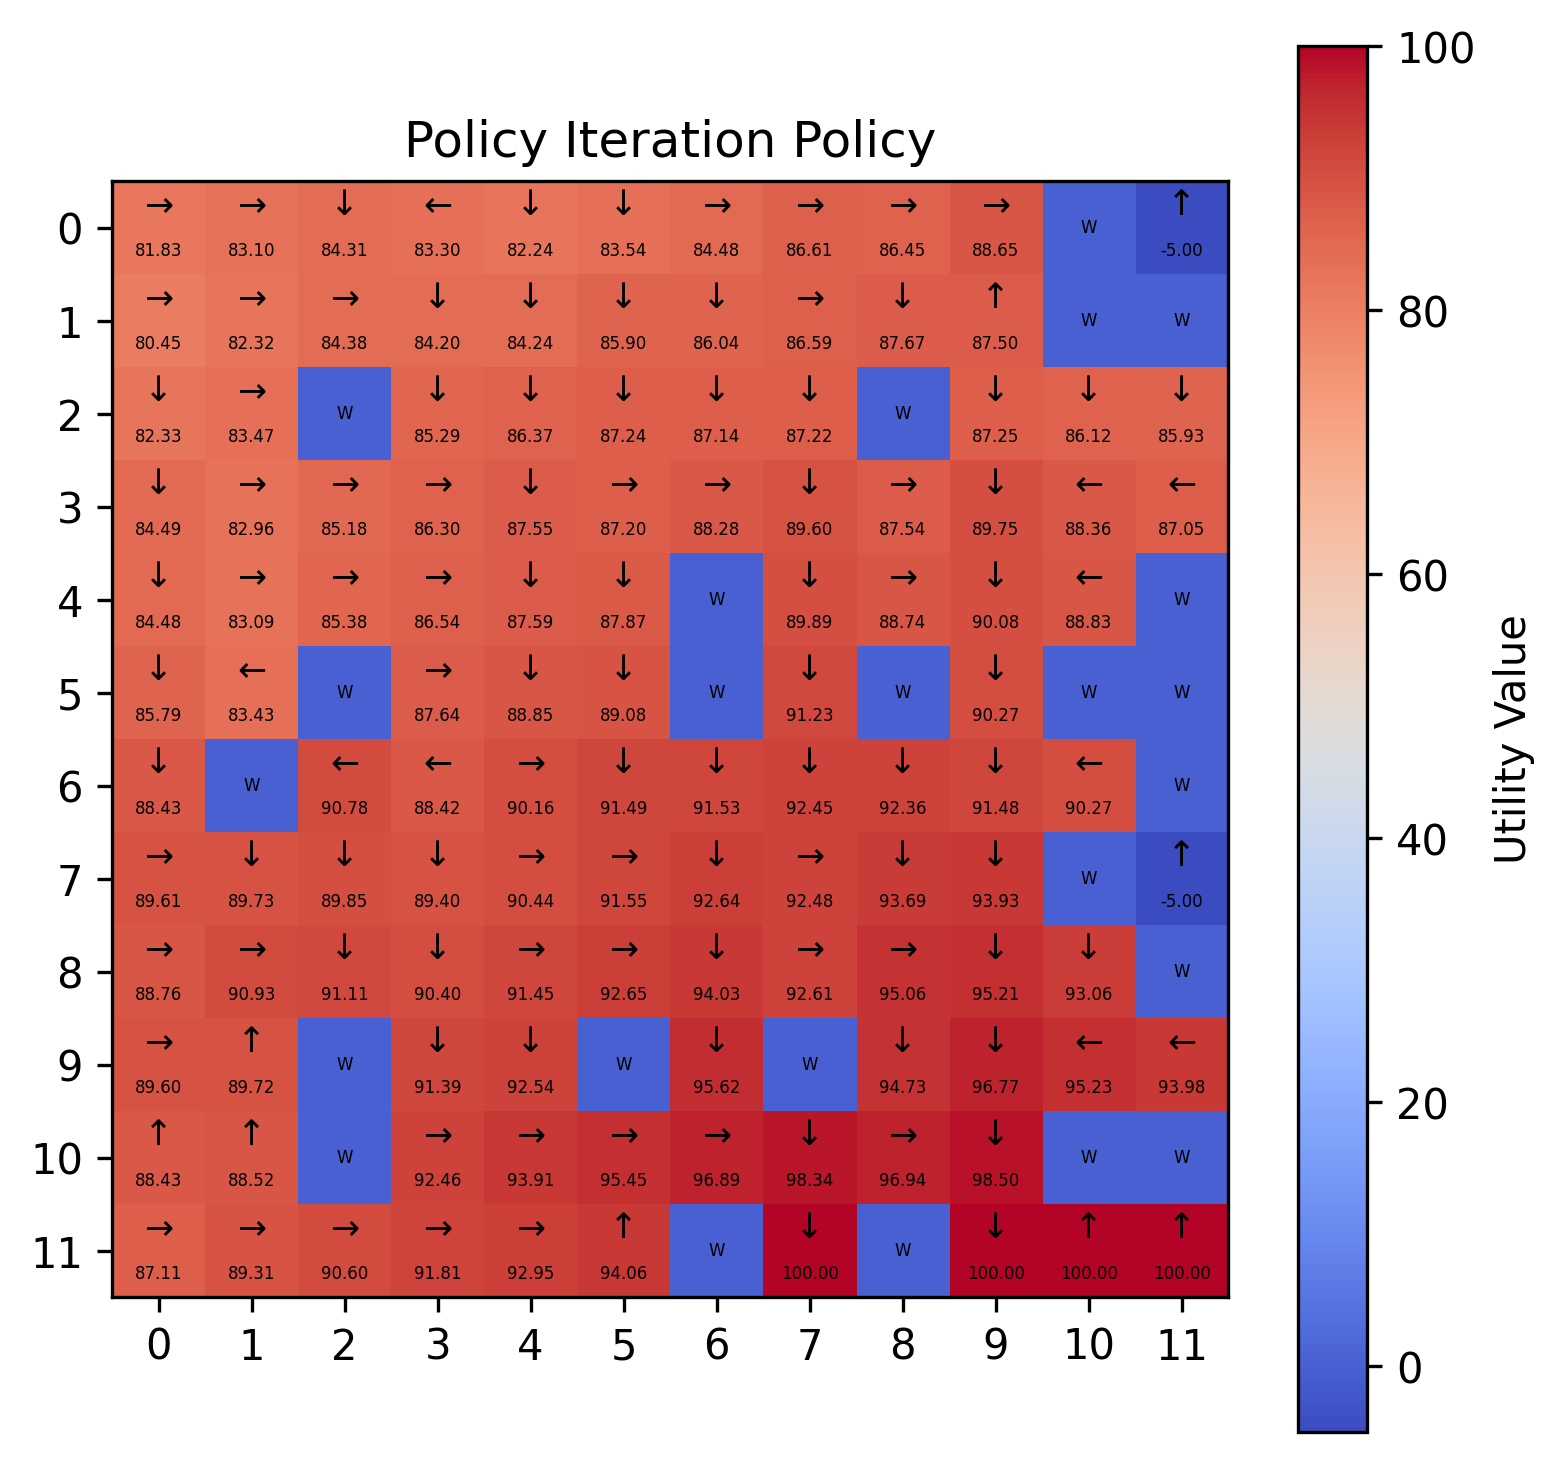 Policy Iteration Policy
0 → → ↓ ← ↓ ↓ → → → → W ↑
81.83 83.10 84.31 83.30 82.24 83.54 84.48 86.61 86.45 88.65 -5.00
1 → → → ↓ ↓ ↓ ↓ → ↓ ↑ W W
80.45 82.32 84.38 84.20 84.24 85.90 86.04 86.59 87.67 87.50
2 ↓ → W ↓ ↓ ↓ ↓ ↓ W ↓ ↓ ↓
82.33 83.47 85.29 86.37 87.24 87.14 87.22 87.25 86.12 85.93
3 ↓ → → → ↓ → → ↓ → ↓ ← ←
84.49 82.96 85.18 86.30 87.55 87.20 88.28 89.60 87.54 89.75 88.36 87.05
4 ↓ → → → ↓ ↓ W ↓ → ↓ ← W
84.48 83.09 85.38 86.54 87.59 87.87 89.89 88.74 90.08 88.83
5 ↓ ← W → ↓ ↓ W ↓ W ↓ W W
85.79 83.43 87.64 88.85 89.08 91.23 90.27
6 ↓ W ← ← → ↓ ↓ ↓ ↓ ↓ ← W
88.43 90.78 88.42 90.16 91.49 91.53 92.45 92.36 91.48 90.27
7 → ↓ ↓ ↓ → → ↓ → ↓ ↓ W ↑
89.61 89.73 89.85 89.40 90.44 91.55 92.64 92.48 93.69 93.93 -5.00
8 → → ↓ ↓ → → ↓ → → ↓ ↓ W
88.76 90.93 91.11 90.40 91.45 92.65 94.03 92.61 95.06 95.21 93.06
9 → ↑ W ↓ ↓ W ↓ W ↓ ↓ ← ←
89.60 89.72 91.39 92.54 95.62 94.73 96.77 95.23 93.98
10 ↑ ↑ W → → → → ↓ → ↓ W W
88.43 88.52 92.46 93.91 95.45 96.89 98.34 96.94 98.50
11 → → → → → ↑ W ↓ W ↓ ↑ ↑
87.11 89.31 90.60 91.81 92.95 94.06 100.00 100.00 100.00 100.00
0 1 2 3 4 5 6 7 8 9 10 11
100
80
60
40
20
0
Utility Value